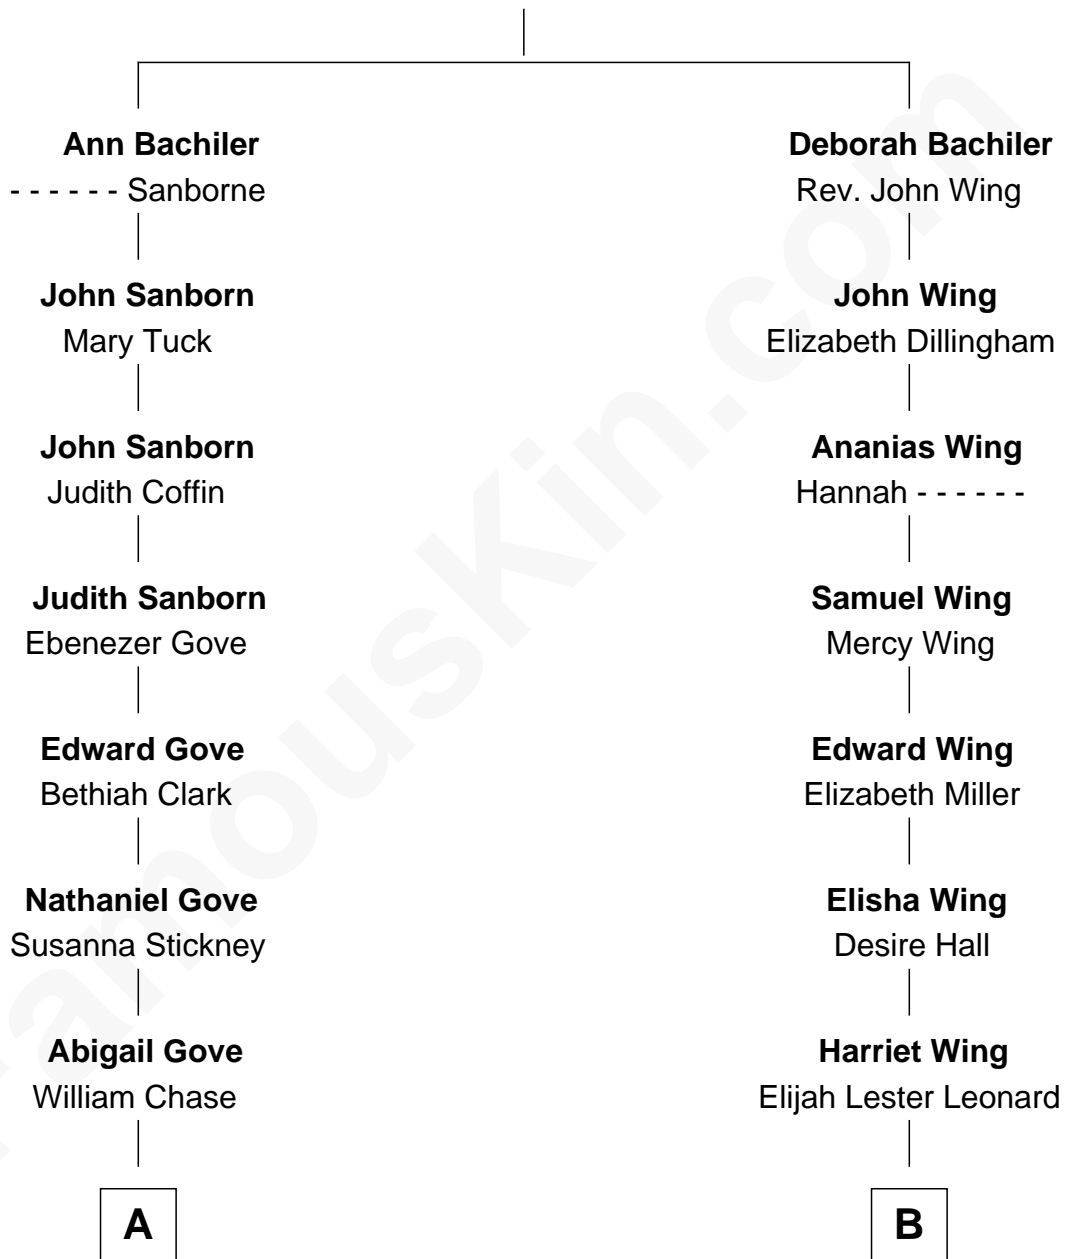 Ann Bachiler
- - - - - - Sanborne
John Sanborn
Mary Tuck
John Sanborn
Judith Coffin
Judith Sanborn
Ebenezer Gove
Edward Gove
Bethiah Clark
Nathaniel Gove
Susanna Stickney
Abigail Gove
William Chase
A
Deborah Bachiler
Rev. John Wing
John Wing
Elizabeth Dillingham
Ananias Wing
Hannah - - - - - -
Samuel Wing
Mercy Wing
Edward Wing
Elizabeth Miller
Elisha Wing
Desire Hall
Harriet Wing
Elijah Lester Leonard
B
FamousKin.com